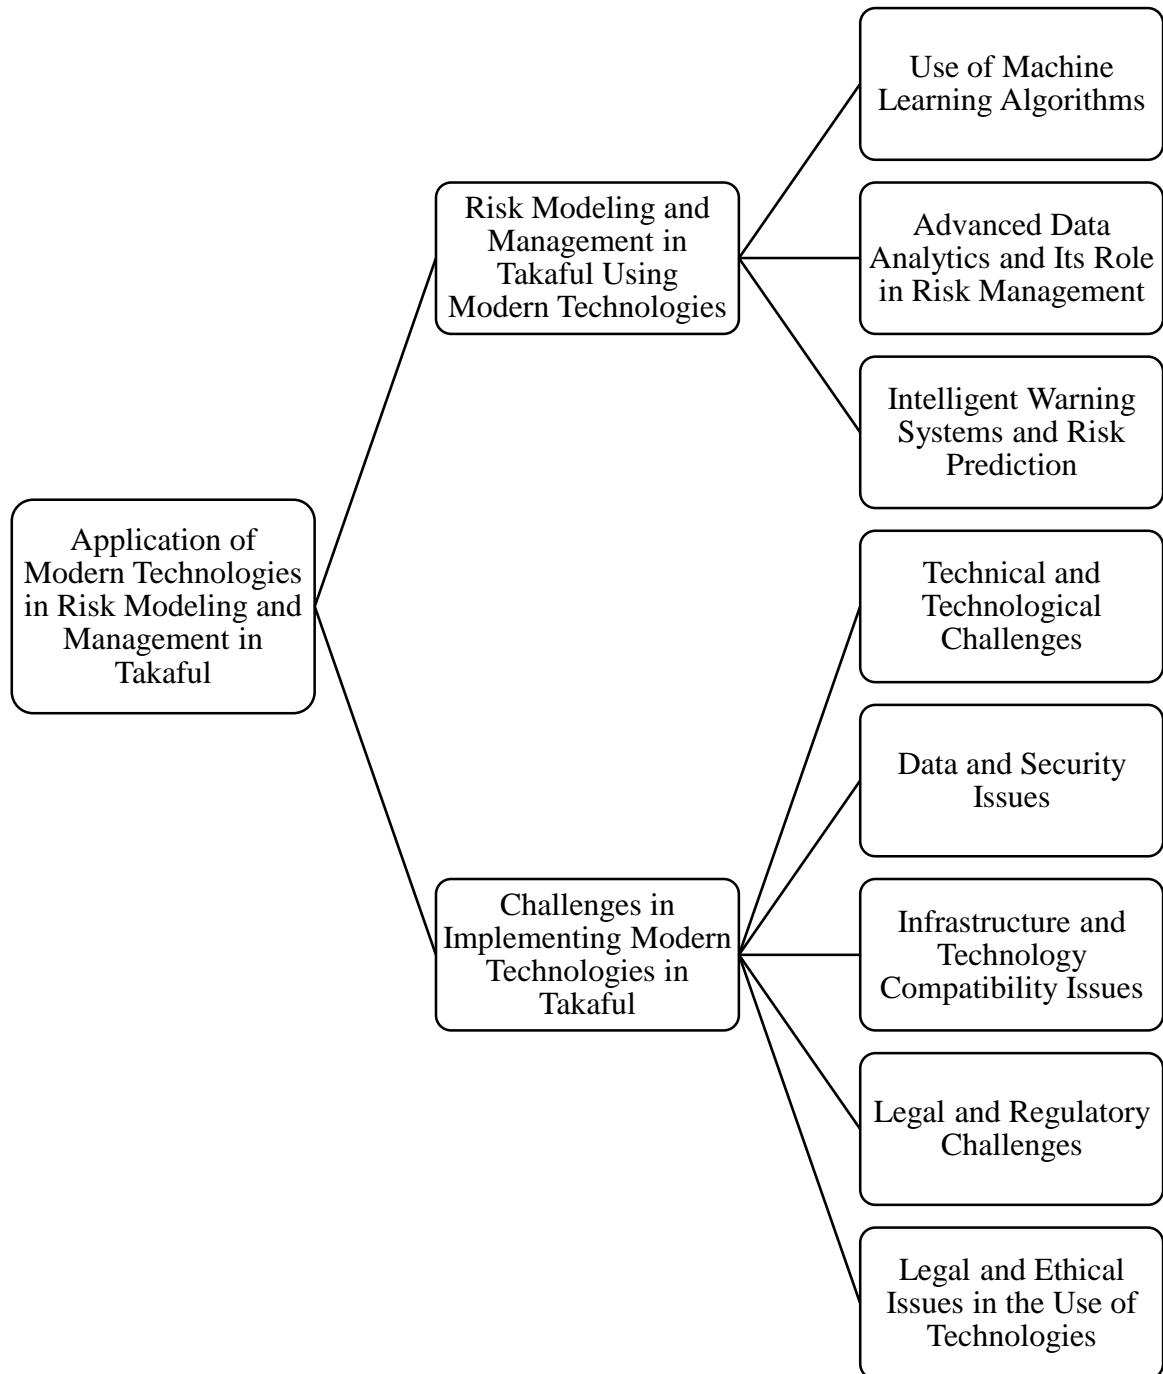 Application of
Modern Technologies
in Risk Modeling and
Management in
Takaful
Risk Modeling and
Management in
Takaful Using
Modern Technologies
Use of Machine
Learning Algorithms
Advanced Data
Analytics and Its Role
in Risk Management
Intelligent Warning
Systems and Risk
Prediction
Challenges in
Implementing Modern
Technologies in
Takaful
Technical and
Technological
Challenges
Data and Security
Issues
Infrastructure and
Technology
Compatibility Issues
Legal and Regulatory
Challenges
Legal and Ethical
Issues in the Use of
Technologies